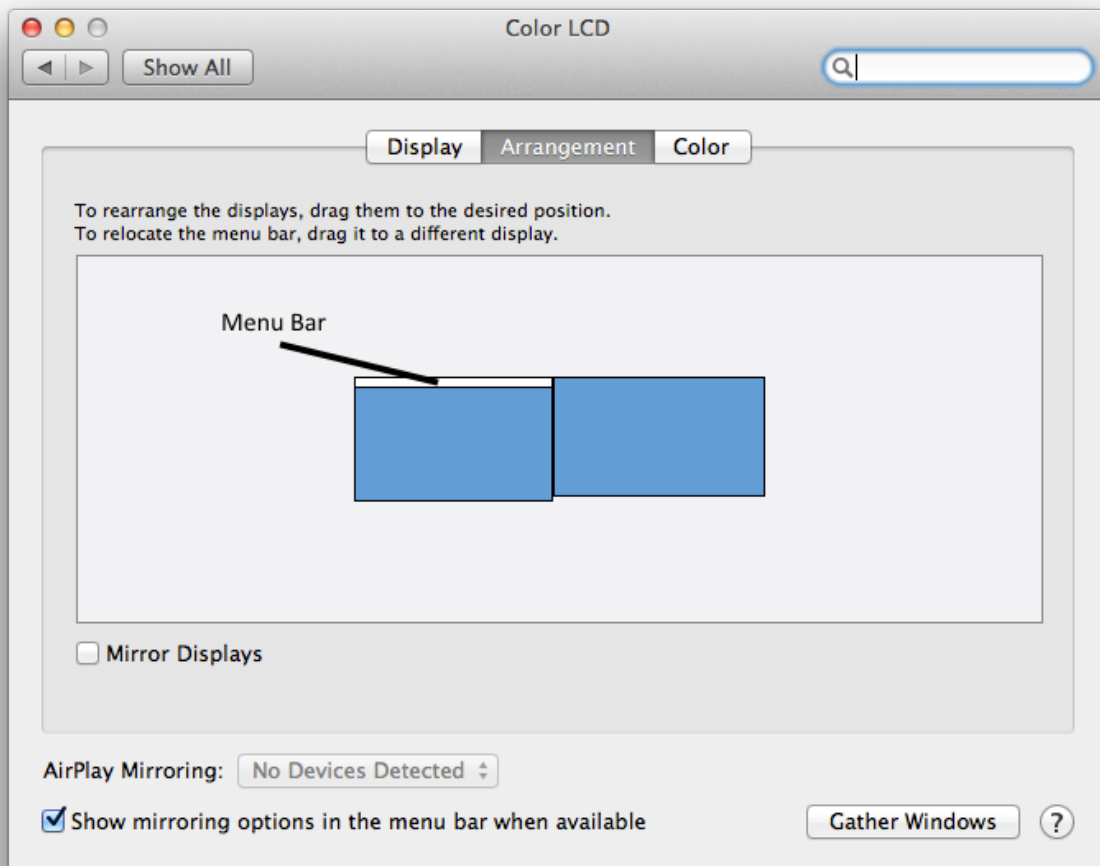 Color LCD
Show All
Display Arrangement Color
To rearrange the displays, drag them to the desired position.
To relocate the menu bar, drag it to a different display.
Menu Bar
Mirror Displays
AirPlay Mirroring: No Devices Detected
Show mirroring options in the menu bar when available
Gather Windows ?